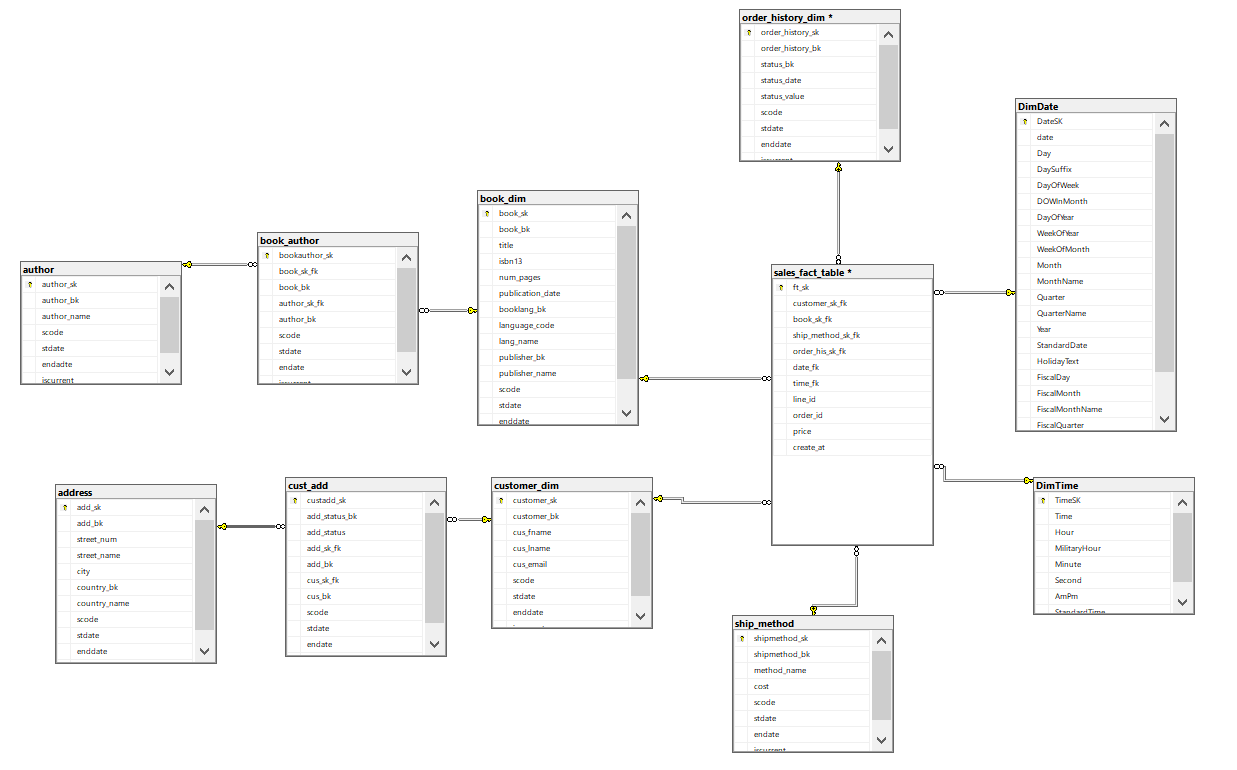 order_history_dim *
order_history_sk
order_history_bk
status_bk
status_date
status_value
scode
stdate
enddate
iscurrent
DimDate
DateSK
date
Day
DaySuffix
DayOfWeek
DOWInMonth
DayOfYear
WeekOfYear
WeekOfMonth
Month
MonthName
Quarter
QuarterName
Year
StandardDate
HolidayText
FiscalDay
FiscalMonth
FiscalMonthName
FiscalQuarter
book_dim
book_sk
book_bk
title
isbn13
num_pages
publication_date
booklang_bk
language_code
lang_name
publisher_bk
publisher_name
scode
stdate
enddate
book_author
bookauthor_sk
book_sk_fk
book_bk
author_sk_fk
author_bk
scode
stdate
endate
iscurrent
author
author_sk
author_bk
author_name
scode
stdate
endadte
iscurrent
sales_fact_table *
ft_sk
customer_sk_fk
book_sk_fk
ship_method_sk_fk
order_his_sk_fk
date_fk
time_fk
line_id
order_id
price
create_at
address
add_sk
add_bk
street_num
street_name
city
country_bk
country_name
scode
stdate
enddate
cust_add
custadd_sk
add_status_bk
add_status
add_sk_fk
add_bk
cus_sk_fk
cus_bk
scode
stdate
endate
customer_dim
customer_sk
customer_bk
cus_fname
cus_lname
cus_email
scode
stdate
enddate
DimTime
TimeSK
Time
Hour
MilitaryHour
Minute
Second
AmPm
StandardTime
ship_method
shipmethod_sk
shipmethod_bk
method_name
cost
scode
stdate
endate
iscurrent